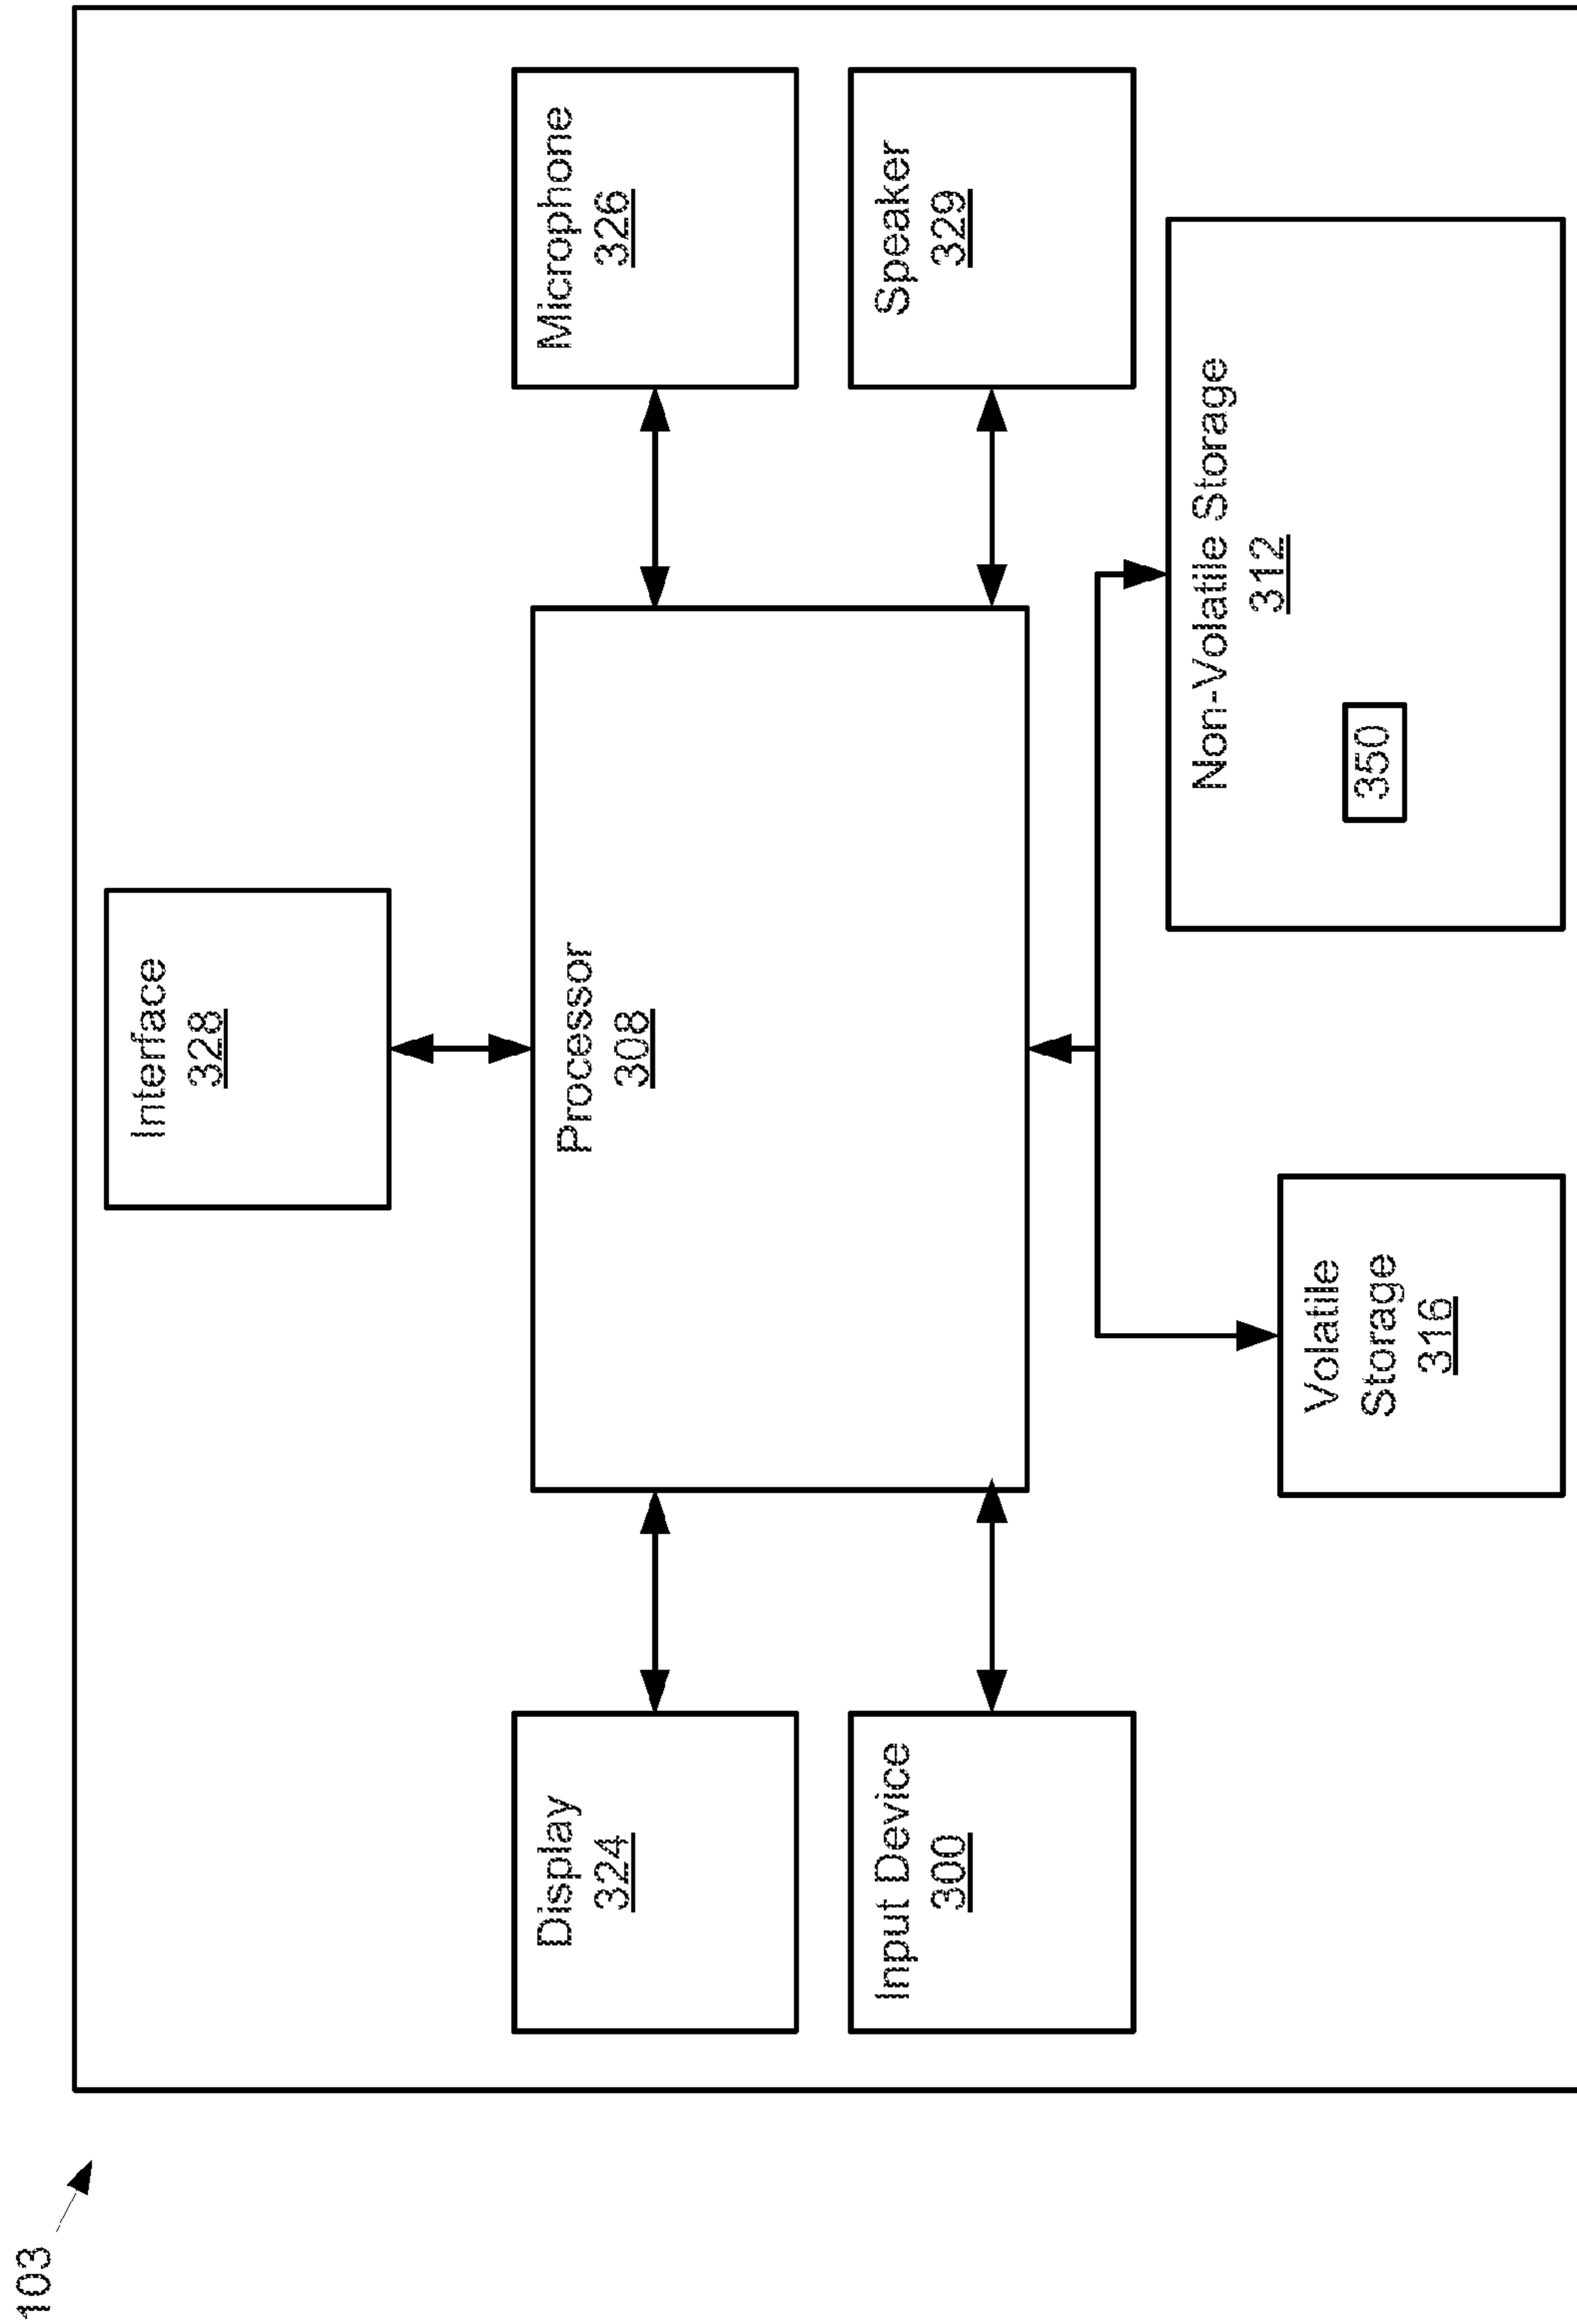 103
Interface
328
Display
324
Processor
308
Microphone
326
Input Device
300
Speaker
329
Volatile
Storage
316
Non-Volatile Storage
312
350